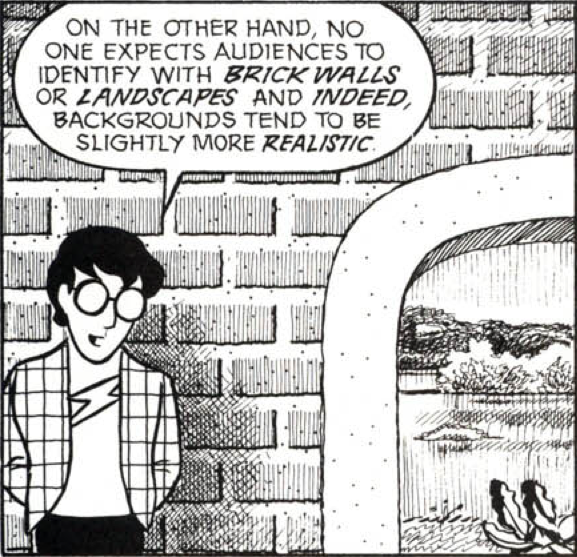 ON THE OTHER HAND, NO
ONE EXPECTS AUDIENCES TO
IDENTIFY WITH BRICK WALLS
OR LANDSCAPES AND INDEED,
BACKGROUNDS TEND TO BE
SLIGHTLY MORE REALISTIC.